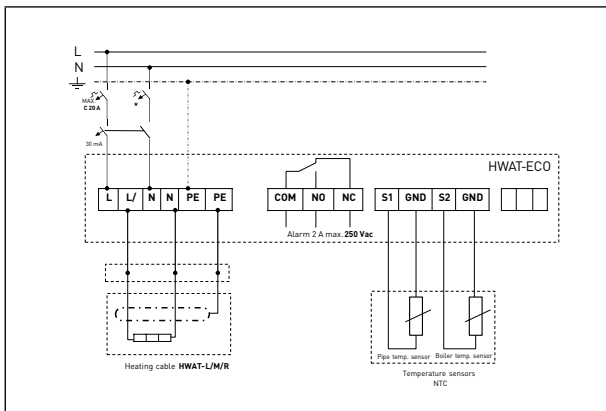 L
N
MAX.
C 20 A
*
30 mA
HWAT-ECO
L L/ N N PE PE COM NO NC S1 GND S2 GND
Alarm 2 A max. 250 Vac
Pipe temp. sensor Boiler temp. sensor
Heating cable HWAT-L/M/R
Temperature sensors
NTC